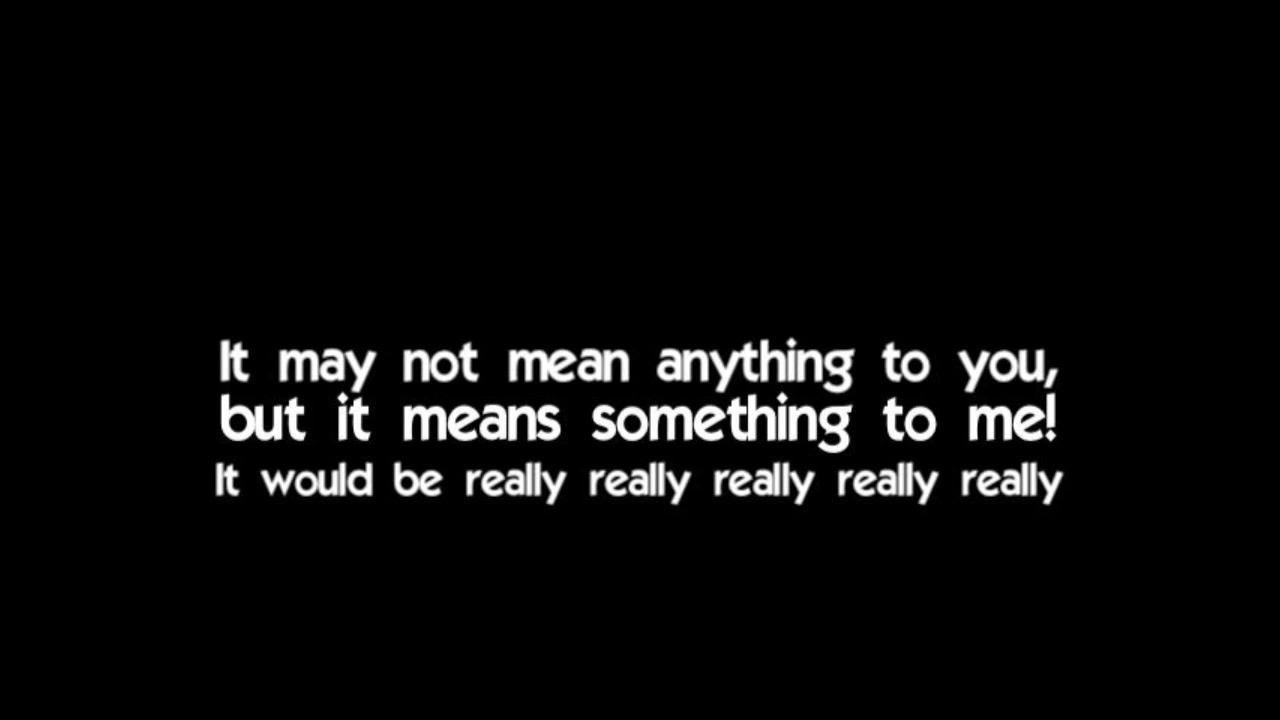 It may not mean anything to you,
but it means something to me!
It would be really really really really really